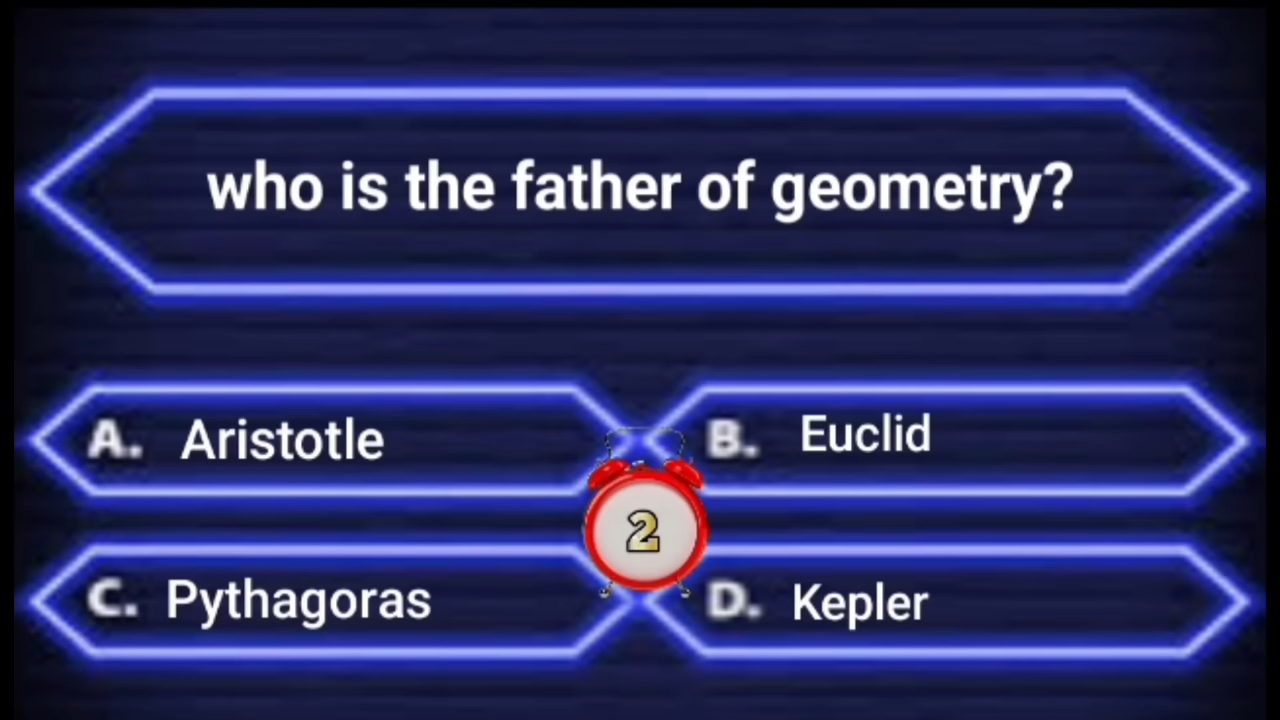 who is the father of geometry?
A. Aristotle
B. Euclid
2
C. Pythagoras
D. Kepler